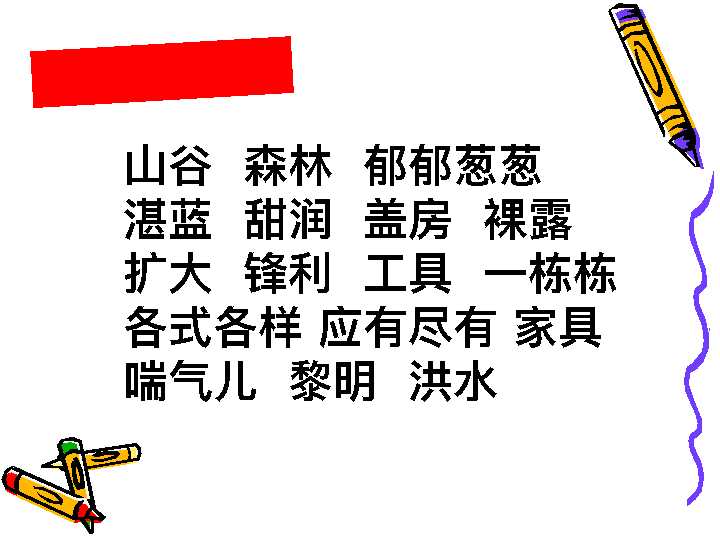 山谷 森林 郁郁葱葱
湛蓝 甜润 盖房 裸露
扩大 锋利 工具 一栋栋
各式各样 应有尽有 家具
喘气儿 黎明 洪水